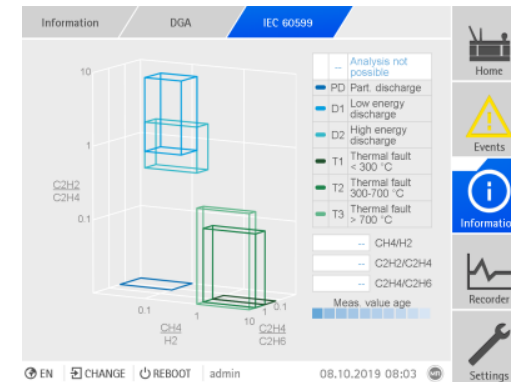 Information
DGA
IEC 60599
Home
Events
Information
Recorder
Settings
-- Analysis not
possible
PD Part. discharge
D1 Low energy
discharge
D2 High energy
discharge
T1 Thermal fault
< 300 °C
T2 Thermal fault
300-700 °C
T3 Thermal fault
> 700 °C
-- CH4/H2
-- C2H2/C2H4
-- C2H4/C2H6
Meas. value age
10
1
0.1
C2H2
C2H4
0.1
1
10
1
0.1
CH4
H2
C2H4
C2H6
EN
CHANGE
REBOOT
admin
08.10.2019 08:03